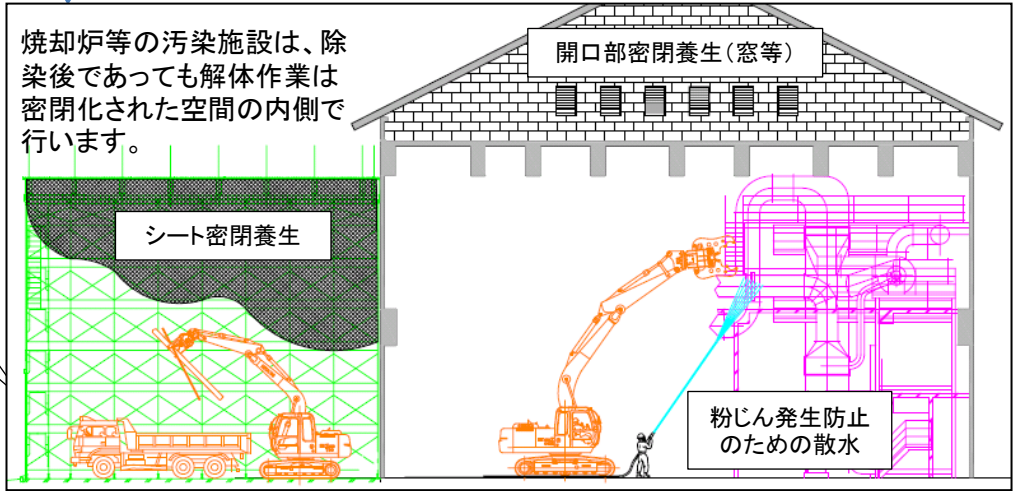 焼却炉等の汚染施設は、除
染後であっても解体作業は
密閉化された空間の内側で
行います。
開口部密閉養生（窓等）
シート密閉養生
粉じん発生防止
のための散水